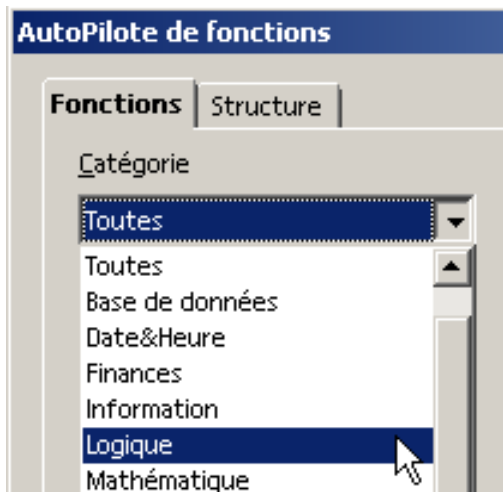 AutoPilote de fonctions
Fonctions Structure
Catégorie
Toutes
Toutes
Base de données
Date&Heure
Finances
Information
Logique
Mathématique